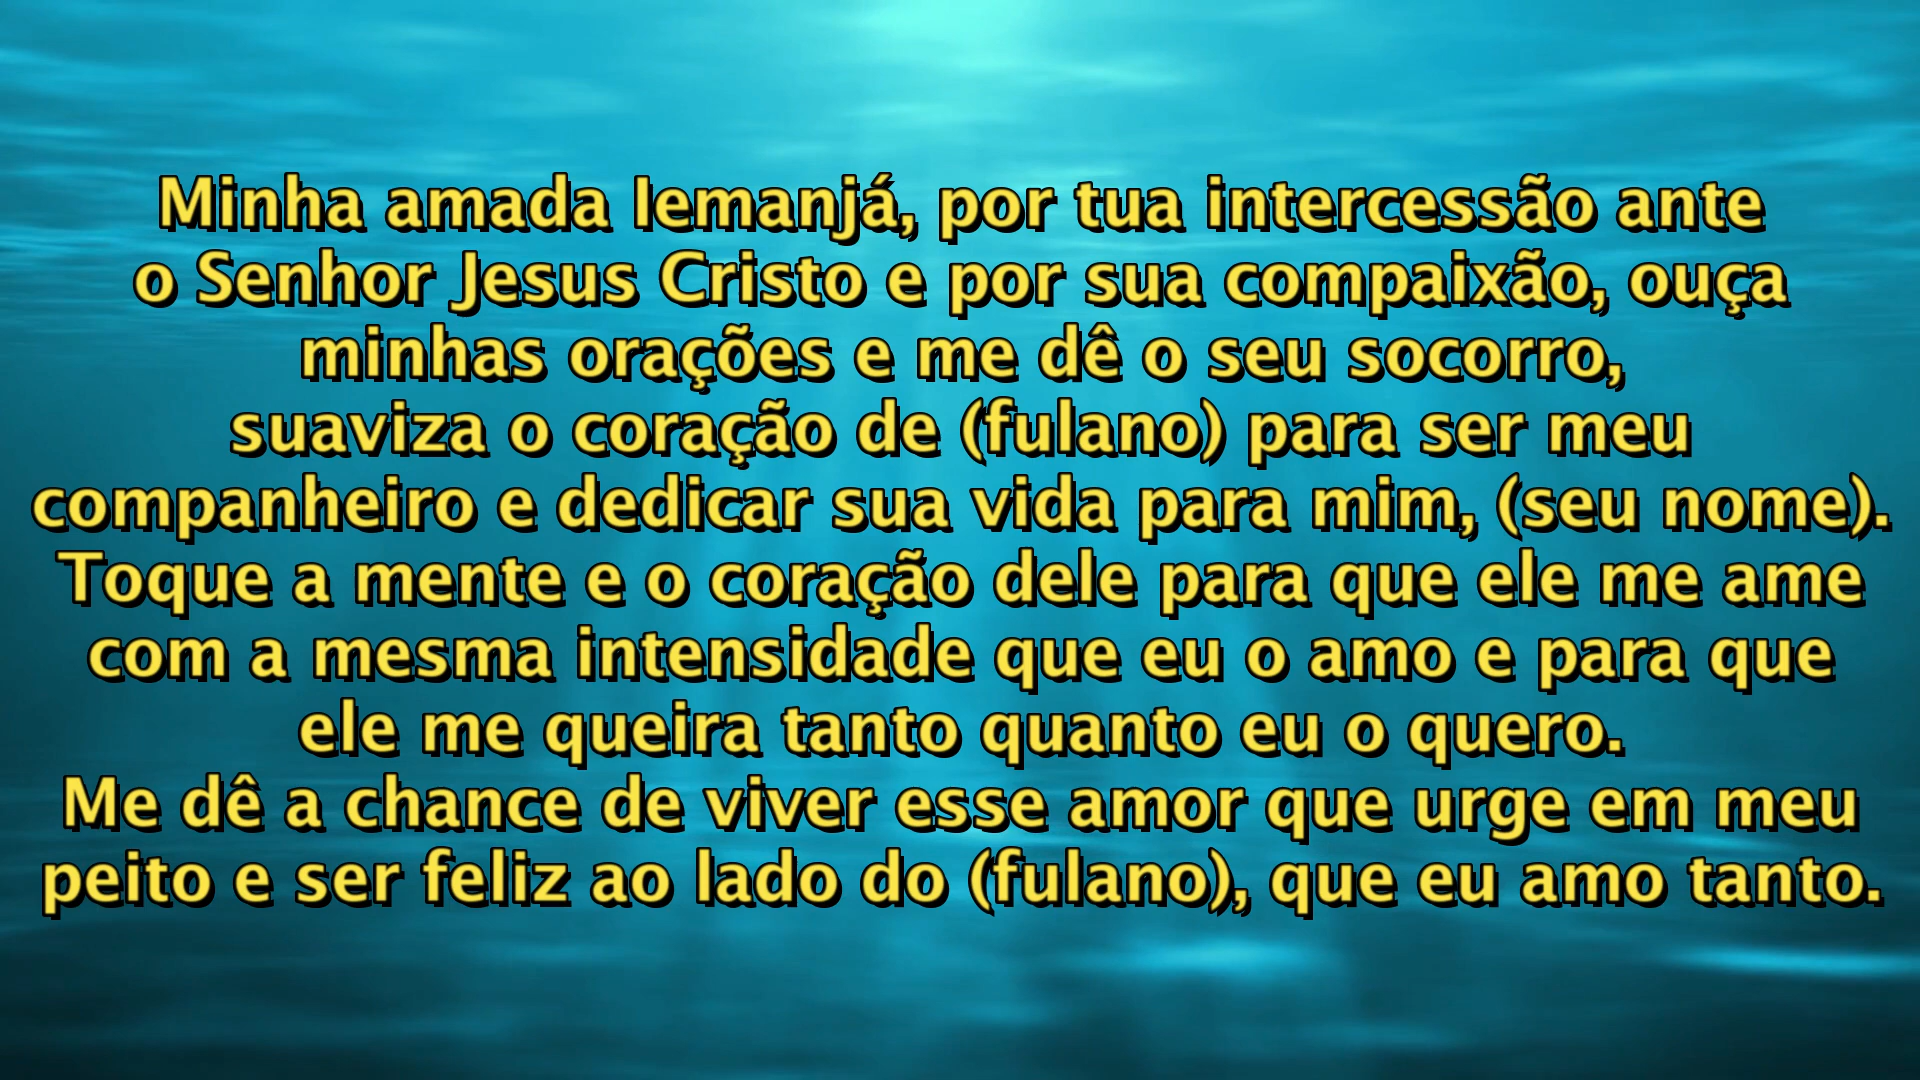 Minha amada Iemanjá, por tua intercessão ante
o Senhor Jesus Cristo e por sua compaixão, ouça
minhas orações e me dê o seu socorro,
suaviza o coração de (fulano) para ser meu
companheiro e dedicar sua vida para mim, (seu nome).
Toque a mente e o coração dele para que ele me ame
com a mesma intensidade que eu o amo e para que
ele me queira tanto quanto eu o quero.
Me dê a chance de viver esse amor que urge em meu
peito e ser feliz ao lado do (fulano), que eu amo tanto.